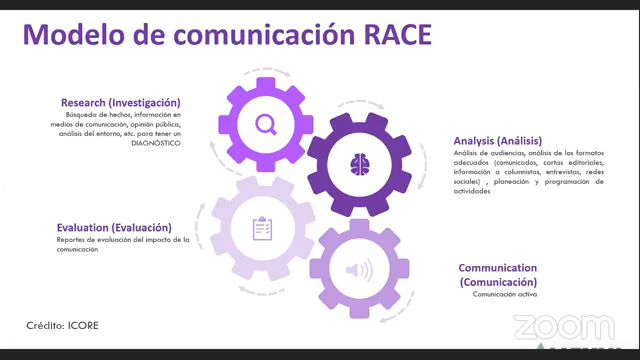 Modelo de comunicación RACE
Research (Investigación)
Búsqueda de hechos, información en
medios de comunicación, opinión pública,
análisis del entorno, etc. para tener un
DIAGNÓSTICO
Analysis (Análisis)
Análisis de audiencias, análisis de los formatos
adecuados (comunicados, cartas editoriales,
información a columnistas, entrevistas, redes
sociales) , planeación y programación de
actividades
Evaluation (Evaluación)
Reportes de evaluación del impacto de la
comunicación
Communication
(Comunicación)
Comunicación activa
Crédito: ICORE
zoom